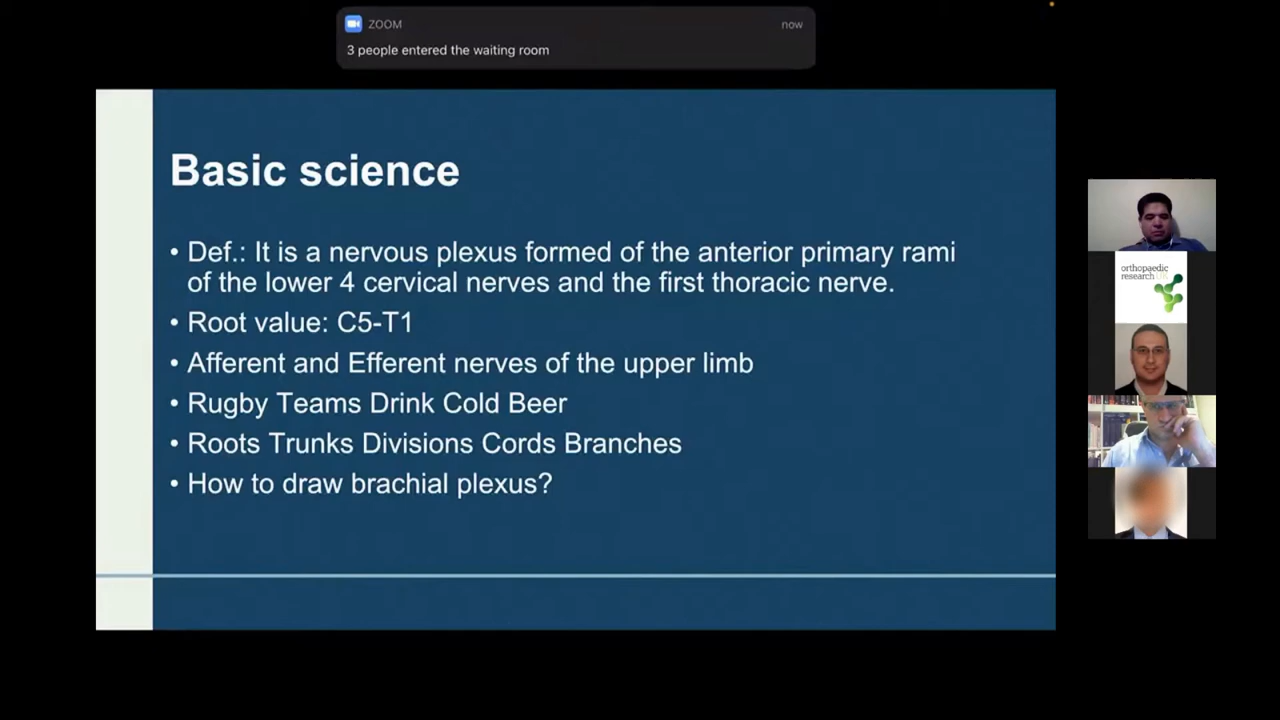 ZOOM
now
3 people entered the waiting room
Basic science
• Def.: It is a nervous plexus formed of the anterior primary rami
of the lower 4 cervical nerves and the first thoracic nerve.
• Root value: C5-T1
• Afferent and Efferent nerves of the upper limb
• Rugby Teams Drink Cold Beer
• Roots Trunks Divisions Cords Branches
• How to draw brachial plexus?
orthopaedic
research UK